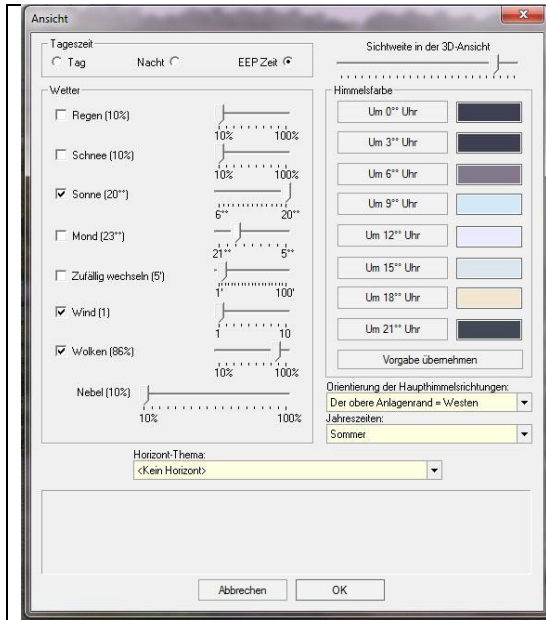 Ansicht
Tageszeit
Tag Nacht EEP Zeit
Sichtweite in der 3D-Ansicht
Wetter
Regen (10%)
10% 100%
Schnee (10%)
10% 100%
Sonne (20°°)
6°° 20°°
Mond (23°°)
21°° 5°°
Zufällig wechseln (5')
1' 100'
Wind (1)
1 10
Wolken (86%)
10% 100%
Nebel (10%)
10% 100%
Himmelsfarbe
Um 0°° Uhr
Um 3°° Uhr
Um 6°° Uhr
Um 9°° Uhr
Um 12°° Uhr
Um 15°° Uhr
Um 18°° Uhr
Um 21°° Uhr
Vorgabe übernehmen
Orientierung der Haupthimmelsrichtungen:
Der obere Anlagenrand = Westen
Jahreszeiten:
Sommer
Horizont-Thema:
<Kein Horizont>
Abbrechen OK